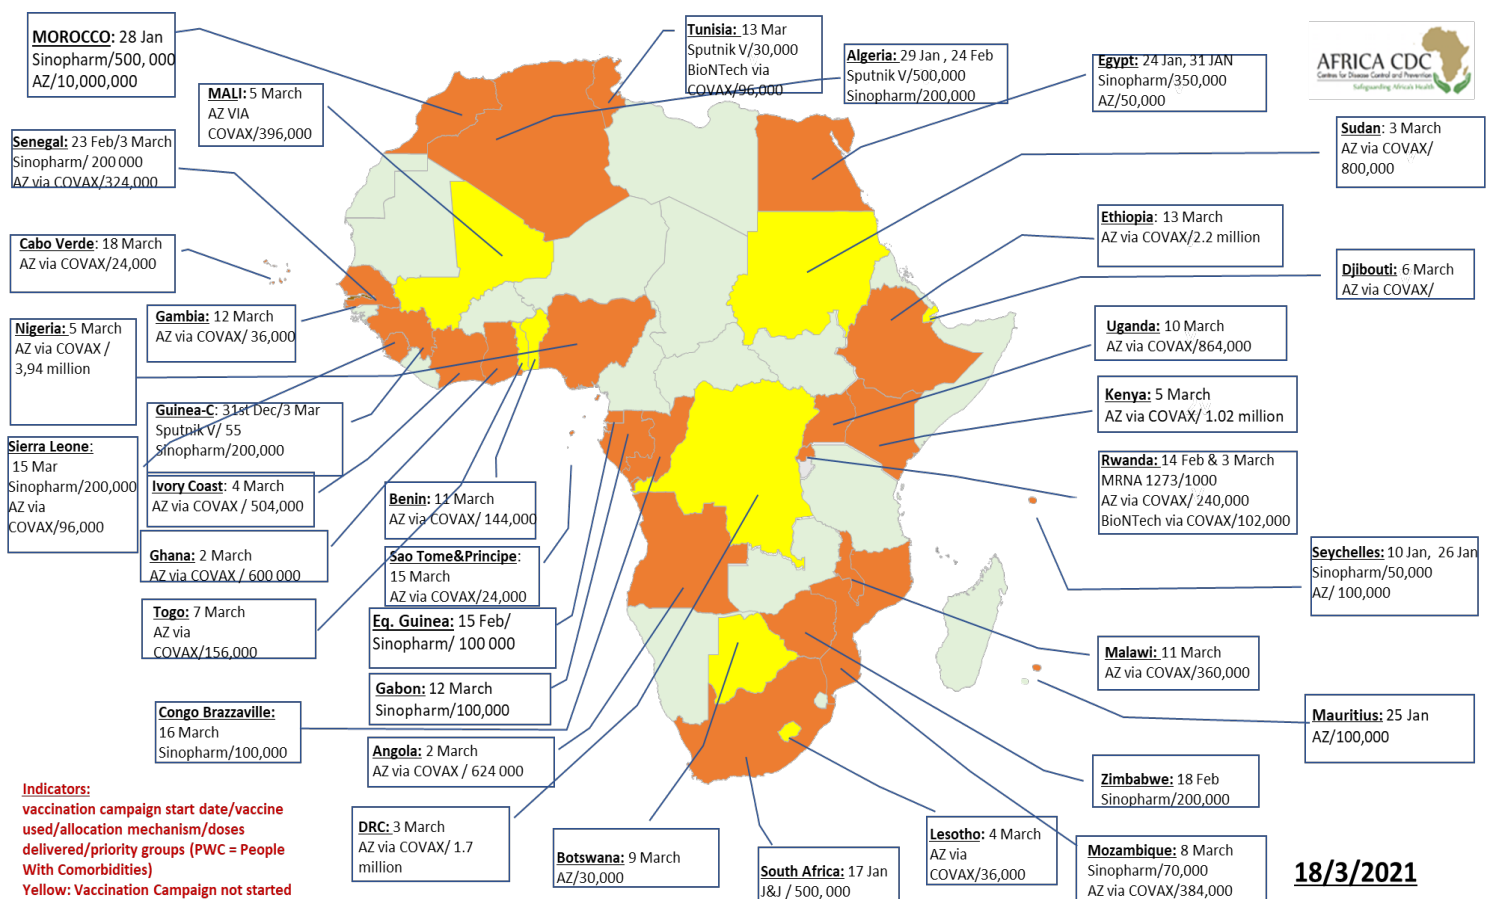 MOROCCO: 28 Jan
Sinopharm/500, 000
AZ/10,000,000
MALI: 5 March
AZ VIA
COVAX/396,000
Tunisia: 13 Mar
Sputnik V/30,000
BioNTech via
COVAX/96,000
Algeria: 29 Jan , 24 Feb
Sputnik V/500,000
Sinopharm/200,000
Egypt: 24 Jan, 31 JAN
Sinopharm/350,000
AZ/50,000
AFRICA CDC
Centres for Disease Control and Prevention
Safeguarding Africa's Health
Sudan: 3 March
AZ via COVAX/
800,000
Senegal: 23 Feb/3 March
Sinopharm/ 200 000
AZ via COVAX/324,000
Cabo Verde: 18 March
AZ via COVAX/24,000
Ethiopia: 13 March
AZ via COVAX/2.2 million
Djibouti: 6 March
AZ via COVAX/
Gambia: 12 March
AZ via COVAX/ 36,000
Nigeria: 5 March
AZ via COVAX /
3,94 million
Uganda: 10 March
AZ via COVAX/864,000
Guinea-C: 31st Dec/3 Mar
Sputnik V/ 55
Sinopharm/200,000
Kenya: 5 March
AZ via COVAX/ 1.02 million
Sierra Leone:
15 Mar
Sinopharm/200,000
AZ via
COVAX/96,000
Ivory Coast: 4 March
AZ via COVAX / 504,000
Rwanda: 14 Feb & 3 March
MRNA 1273/1000
AZ via COVAX/ 240,000
BioNTech via COVAX/102,000
Benin: 11 March
AZ via COVAX/ 144,000
Ghana: 2 March
AZ via COVAX / 600 000
Sao Tome&Principe:
15 March
AZ via COVAX/24,000
Seychelles: 10 Jan, 26 Jan
Sinopharm/50,000
AZ/ 100,000
Togo: 7 March
AZ via
COVAX/156,000
Eq. Guinea: 15 Feb/
Sinopharm/ 100 000
Malawi: 11 March
AZ via COVAX/360,000
Gabon: 12 March
Sinopharm/100,000
Congo Brazzaville:
16 March
Sinopharm/100,000
Mauritius: 25 Jan
AZ/100,000
Angola: 2 March
AZ via COVAX / 624 000
Zimbabwe: 18 Feb
Sinopharm/200,000
Indicators:
vaccination campaign start date/vaccine
used/allocation mechanism/doses
delivered/priority groups (PWC = People
With Comorbidities)
Yellow: Vaccination Campaign not started
DRC: 3 March
AZ via COVAX/ 1.7
million
Botswana: 9 March
AZ/30,000
South Africa: 17 Jan
J&J / 500, 000
Lesotho: 4 March
AZ via
COVAX/36,000
Mozambique: 8 March
Sinopharm/70,000
AZ via COVAX/384,000
18/3/2021